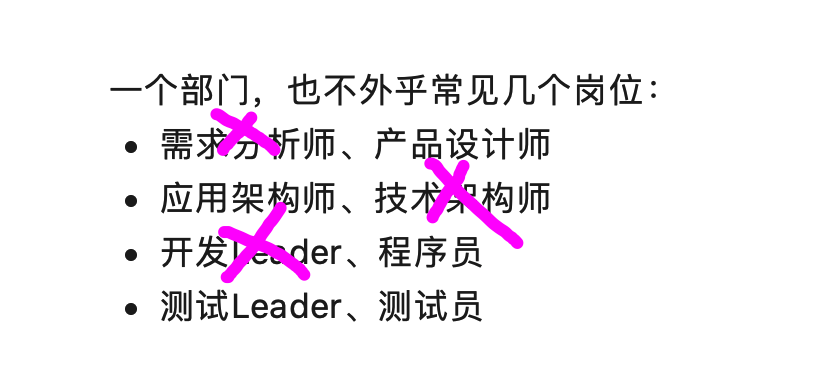 一个部门，也不外乎常见几个岗位：
• 需求分析师、产品设计师
• 应用架构师、技术架构师
• 开发Leader、程序员
• 测试Leader、测试员